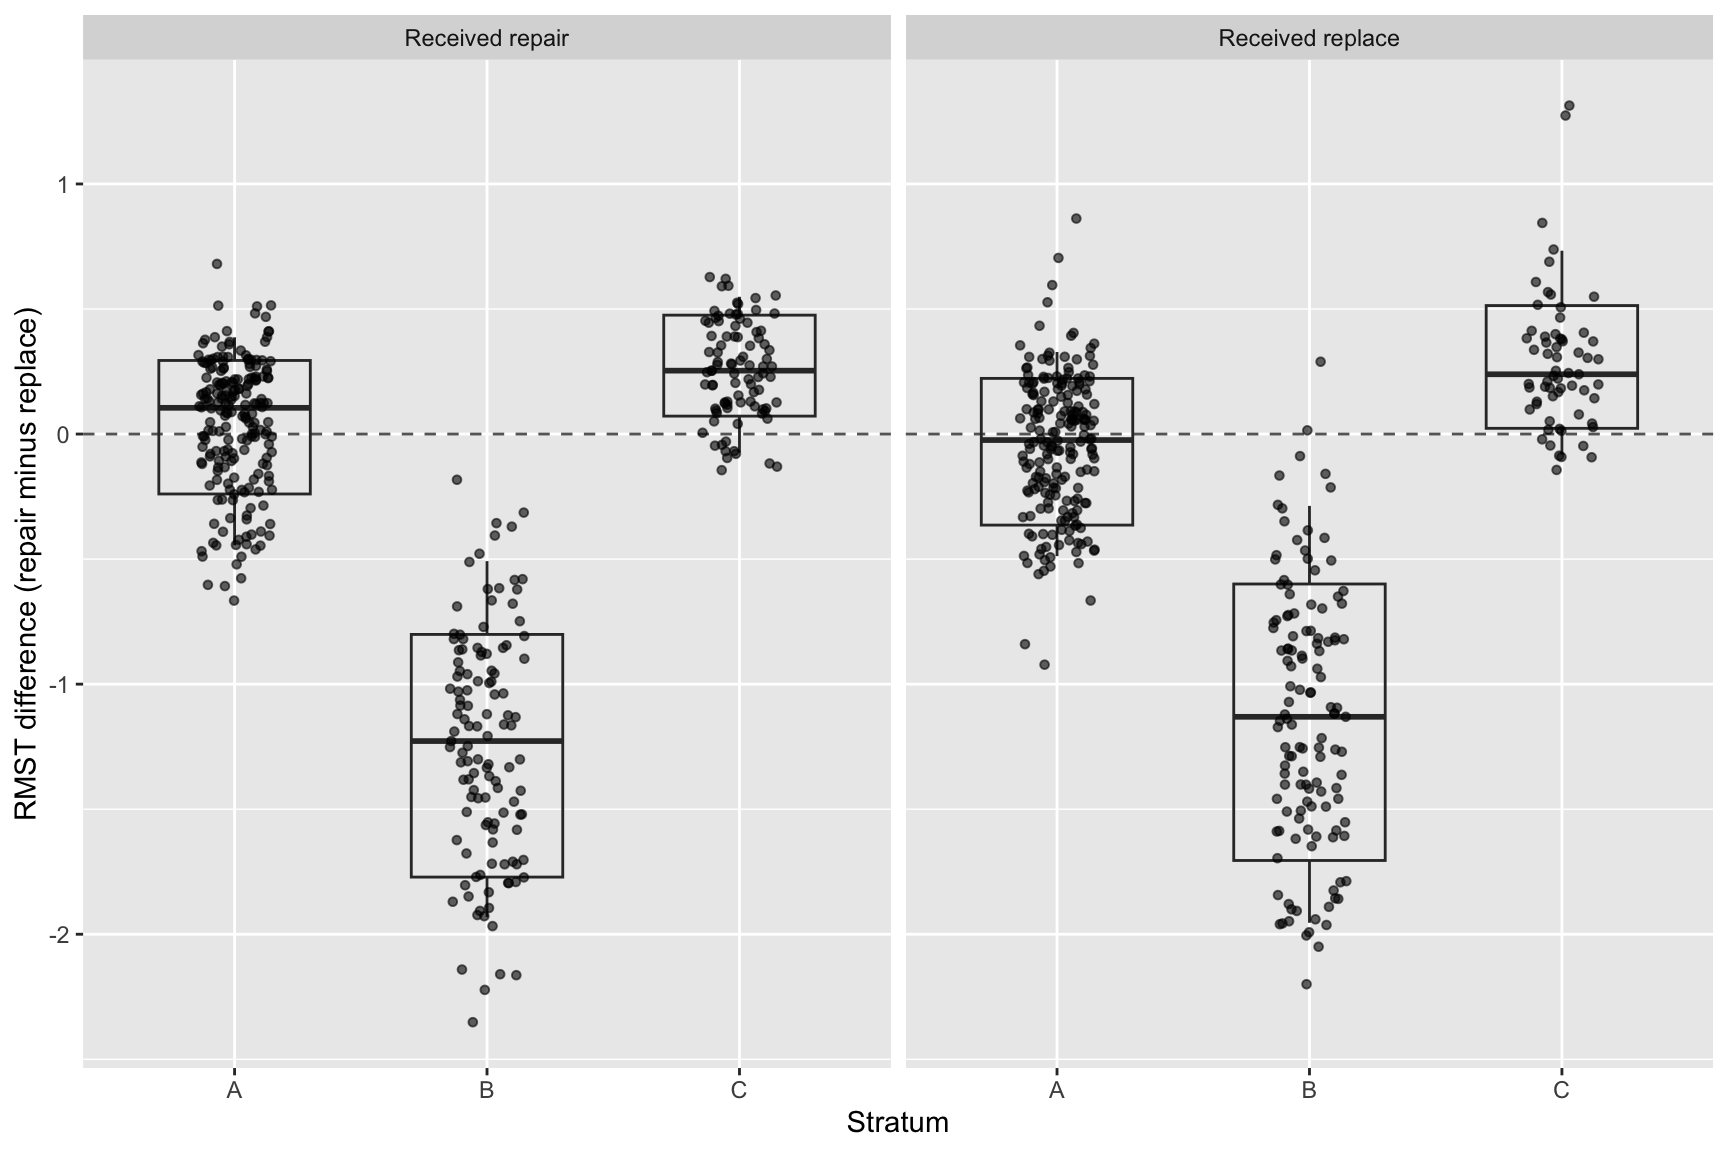 Received repair
Received replace
RMST difference (repair minus replace)
1
0
-1
-2
A
B
C
A
B
C
Stratum